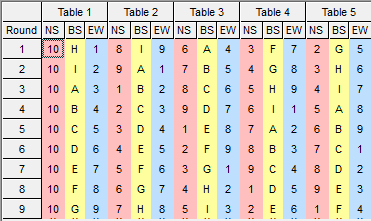 Table 1 Table 2 Table 3 Table 4 Table 5
Round NS BS EW NS BS EW NS BS EW NS BS EW NS BS EW
1 10 H 1 8 I 9 6 A 4 3 F 7 2 G 5
2 10 I 2 9 A 1 7 B 5 4 G 8 3 H 6
3 10 A 3 1 B 2 8 C 6 5 H 9 4 I 7
4 10 B 4 2 C 3 9 D 7 6 I 1 5 A 8
5 10 C 5 3 D 4 1 E 8 7 A 2 6 B 9
6 10 D 6 4 E 5 2 F 9 8 B 3 7 C 1
7 10 E 7 5 F 6 3 G 1 9 C 4 8 D 2
8 10 F 8 6 G 7 4 H 2 1 D 5 9 E 3
9 10 G 9 7 H 8 5 I 3 2 E 6 1 F 4